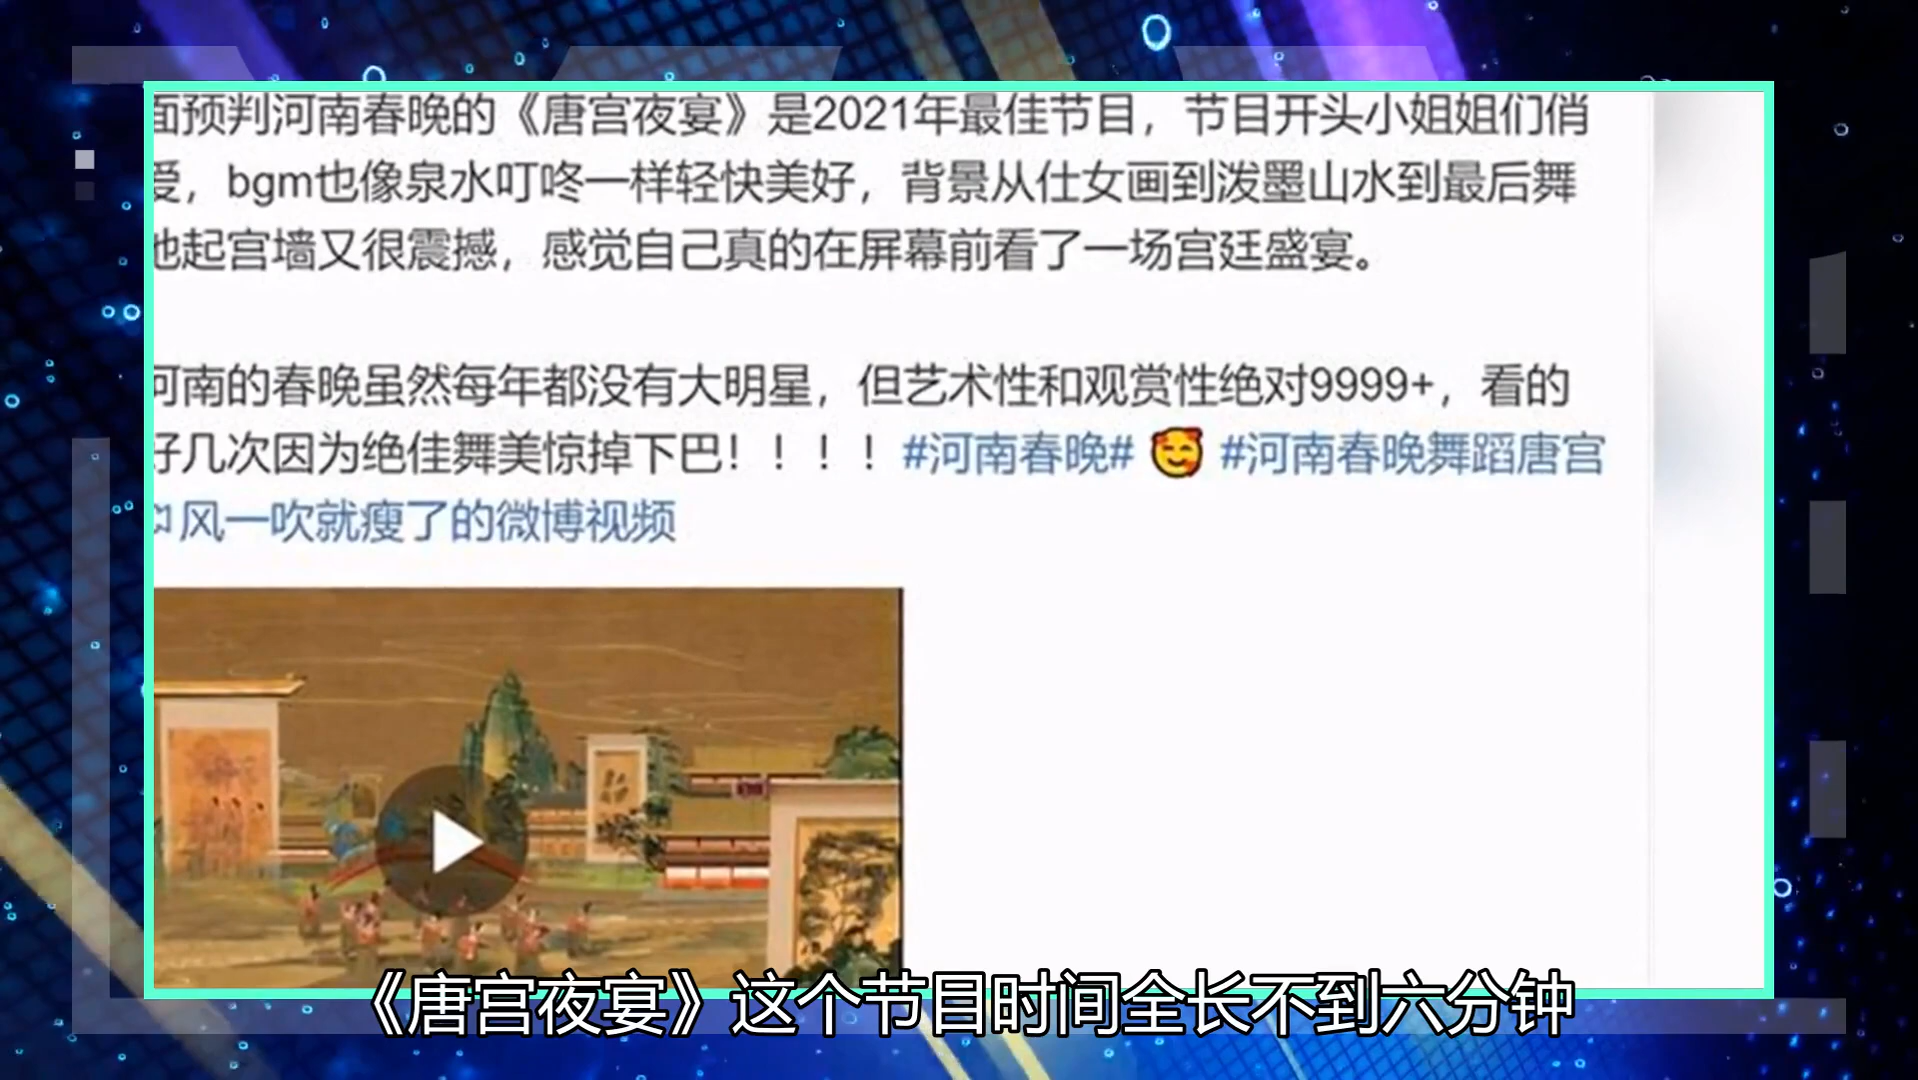 面预判河南春晚的《唐宫夜宴》是2021年最佳节目，节目开头小姐姐们俏
爱，bgm也像泉水叮咚一样轻快美好，背景从仕女画到泼墨山水到最后舞
地起宫墙又很震撼，感觉自己真的在屏幕前看了一场宫廷盛宴。
河南的春晚虽然每年都没有大明星，但艺术性和观赏性绝对9999+，看的
好几次因为绝佳舞美惊掉下巴！！！！#河南春晚# 🥰 #河南春晚舞蹈唐宫
风一吹就瘦了的微博视频
《唐宫夜宴》这个节目时间全长不到六分钟